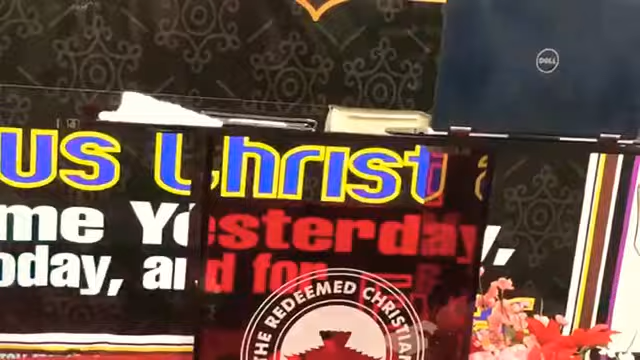 DELL
us Christ
me Yesterday,
oday, and for
THE REDEEMED CHRISTIAN